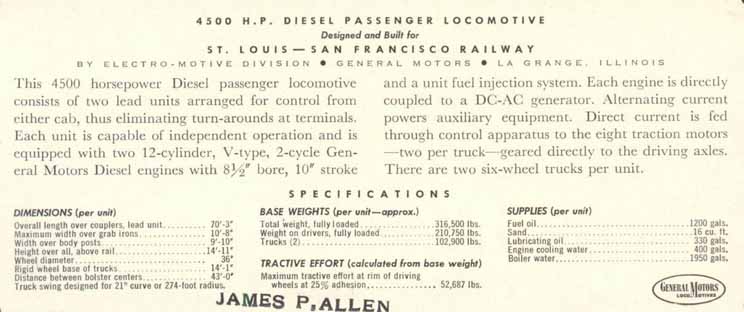 4500 H.P. DIESEL PASSENGER LOCOMOTIVE
Designed and Built for
ST. LOUIS — SAN FRANCISCO RAILWAY
BY ELECTRO-MOTIVE DIVISION ● GENERAL MOTORS ● LA GRANGE, ILLINOIS
This 4500 horsepower Diesel passenger locomotive
consists of two lead units arranged for control from
either cab, thus eliminating turn-arounds at terminals.
Each unit is capable of independent operation and is
equipped with two 12-cylinder, V-type, 2-cycle Gen-
eral Motors Diesel engines with 8½" bore, 10" stroke
and a unit fuel injection system. Each engine is directly
coupled to a DC-AC generator. Alternating current
powers auxiliary equipment. Direct current is fed
through control apparatus to the eight traction motors
—two per truck—geared directly to the driving axles.
There are two six-wheel trucks per unit.
SPECIFICATIONS
DIMENSIONS (per unit)
Overall length over couplers, lead unit.......... 70'-3"
Maximum width over grab irons.......... 10'-8"
Width over body posts.......... 9'-10"
Height over all, above rail.......... 14'-11"
Wheel diameter.......... 36"
Rigid wheel base of trucks.......... 14'-1"
Distance between bolster centers.......... 43'-0"
Truck swing designed for 21° curve or 274-foot radius.
BASE WEIGHTS (per unit—approx.)
Total weight, fully loaded.......... 316,500 lbs.
Weight on drivers, fully loaded.......... 210,750 lbs.
Trucks (2).......... 102,900 lbs.
TRACTIVE EFFORT (calculated from base weight)
Maximum tractive effort at rim of driving
wheels at 25% adhesion.......... 52,687 lbs.
SUPPLIES (per unit)
Fuel oil.......... 1200 gals.
Sand.......... 16 cu. ft.
Lubricating oil.......... 330 gals.
Engine cooling water.......... 400 gals.
Boiler water.......... 1950 gals.
GENERAL MOTORS
LOCOMOTIVES
JAMES P. ALLEN